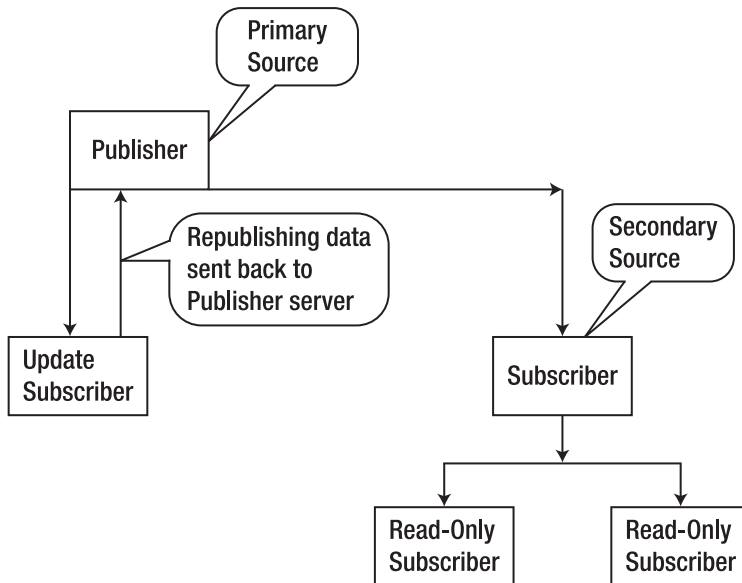 Primary
Source
Publisher
Republishing data
sent back to
Publisher server
Secondary
Source
Update
Subscriber
Subscriber
Read-Only
Subscriber
Read-Only
Subscriber